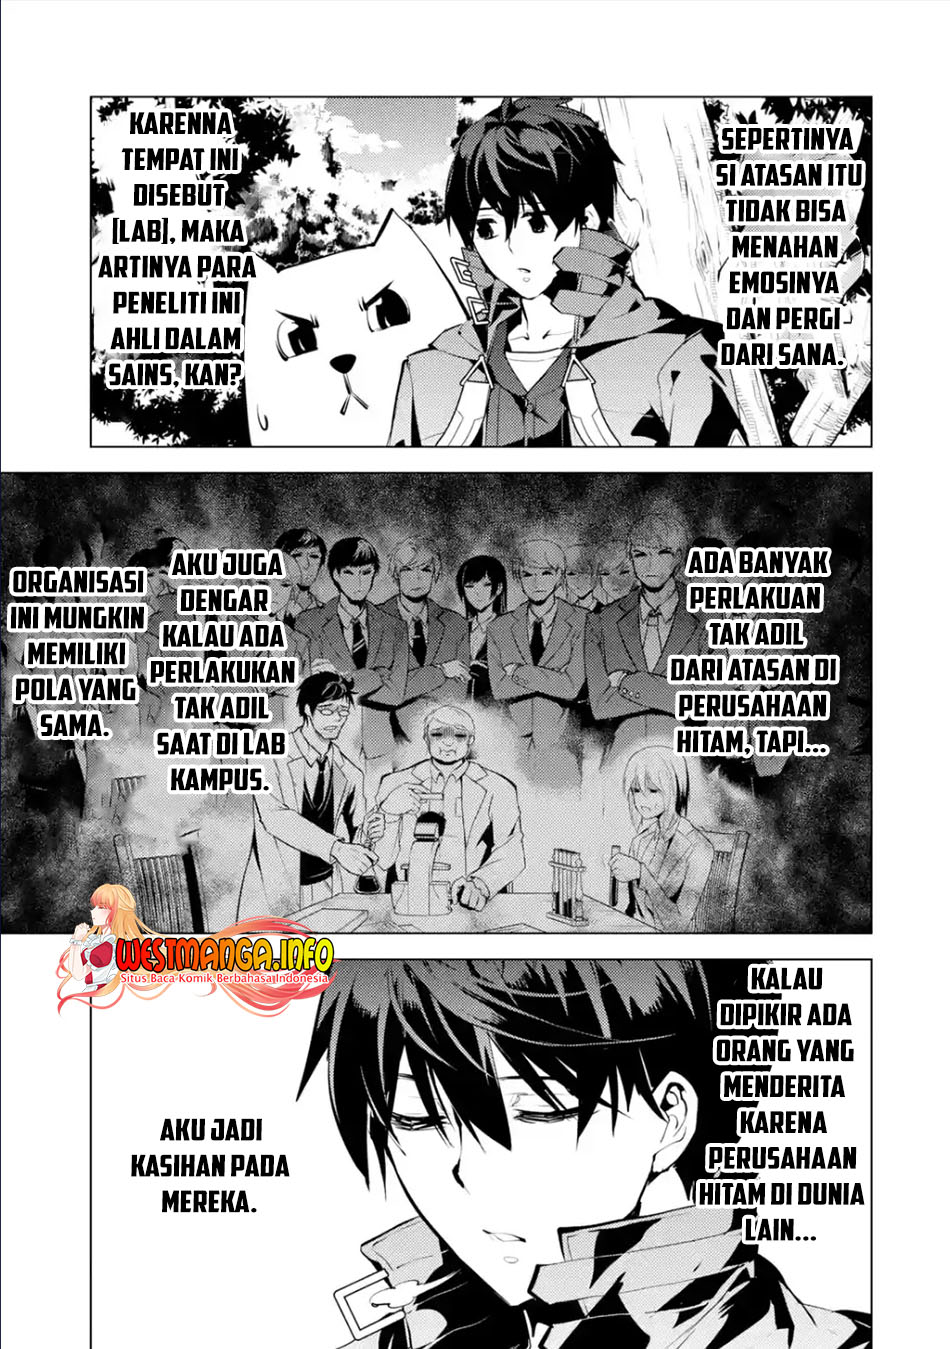 SEPERTINYA
SI ATASAN ITU
TIDAK BISA
MENAHAN
EMOSINYA
DAN PERGI
DARI SANA.
KARENNA
TEMPAT INI
DISEBUT
[LAB], MAKA
ARTINYA PARA
PENELITI INI
AHLI DALAM
SAINS, KAN?
ADA BANYAK
PERLAKUAN
TAK ADIL
DARI ATASAN DI
PERUSAHAAN
HITAM, TAPI...
AKU JUGA
DENGAR
KALAU ADA
PERLAKUKAN
TAK ADIL
SAAT DI LAB
KAMPUS.
ORGANISASI
INI MUNGKIN
MEMILIKI
POLA YANG
SAMA.
WESTMANGA.INFO
Situs Baca Komik Berbahasa Indonesia
KALAU
DIPIKIR ADA
ORANG YANG
MENDERITA
KARENA
PERUSAHAAN
HITAM DI DUNIA
LAIN...
AKU JADI
KASIHAN PADA
MEREKA.